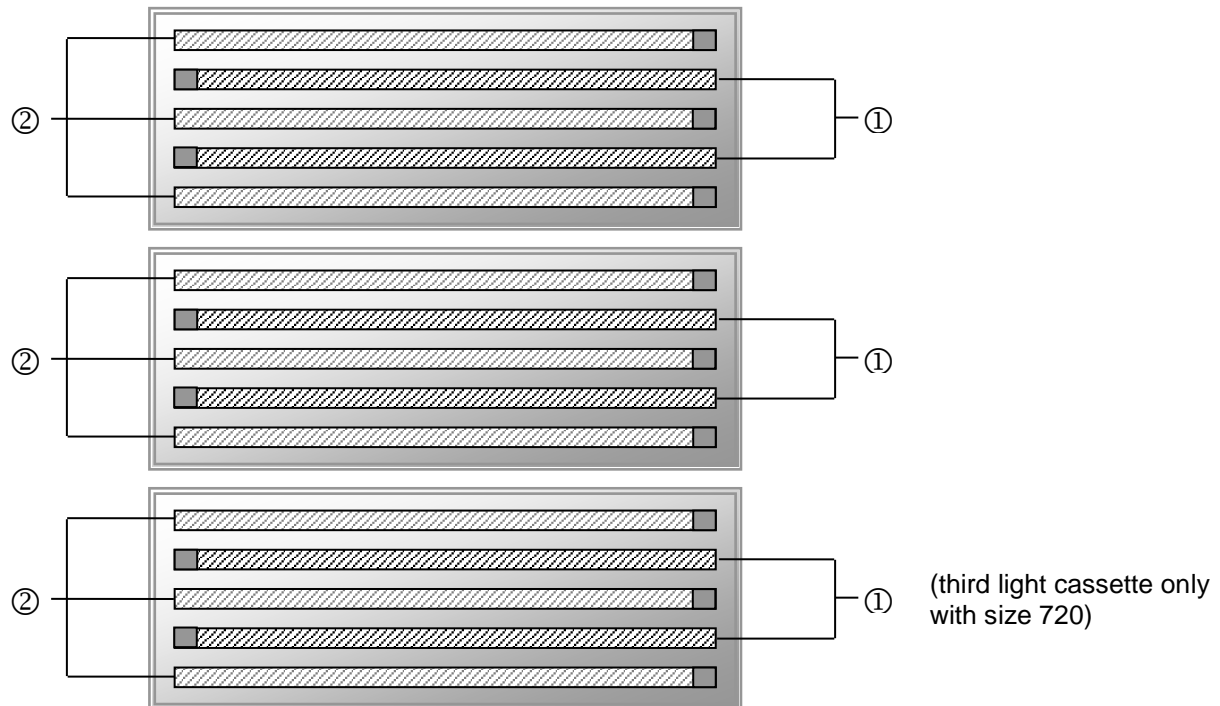 ② ①
② ①
② ①
(third light cassette only
with size 720)